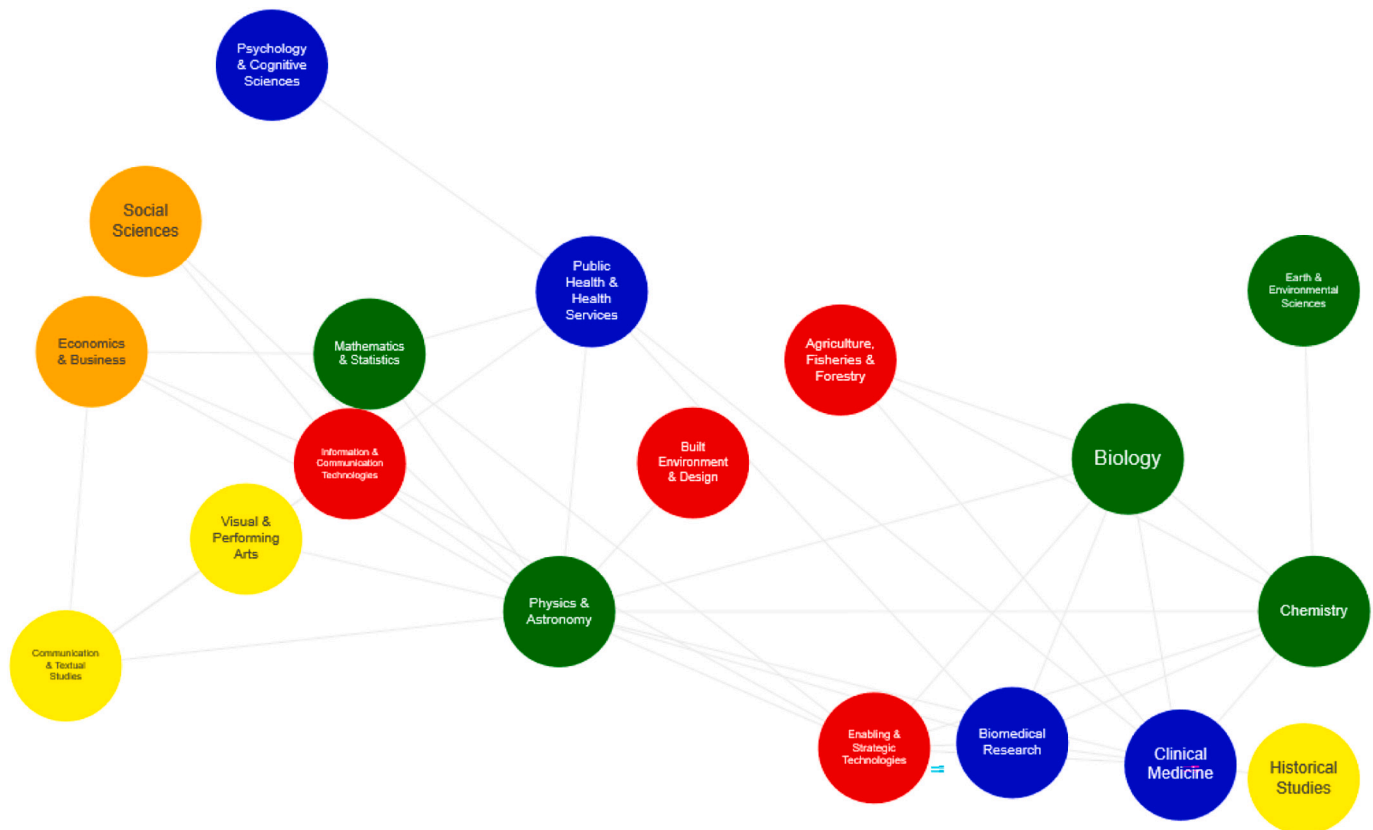 Psychology
& Cognitive
Sciences
Social
Sciences
Public
Health &
Health
Services
Earth &
Environmental
Sciences
Economics
& Business
Mathematics
& Statistics
Agriculture,
Fisheries &
Forestry
Information &
Communication
Technologies
Built
Environment
& Design
Biology
Visual &
Performing
Arts
Physics &
Astronomy
Chemistry
Communication
& Textual
Studies
Enabling &
Strategic
Technologies
Biomedical
Research
Clinical
Medicine
Historical
Studies